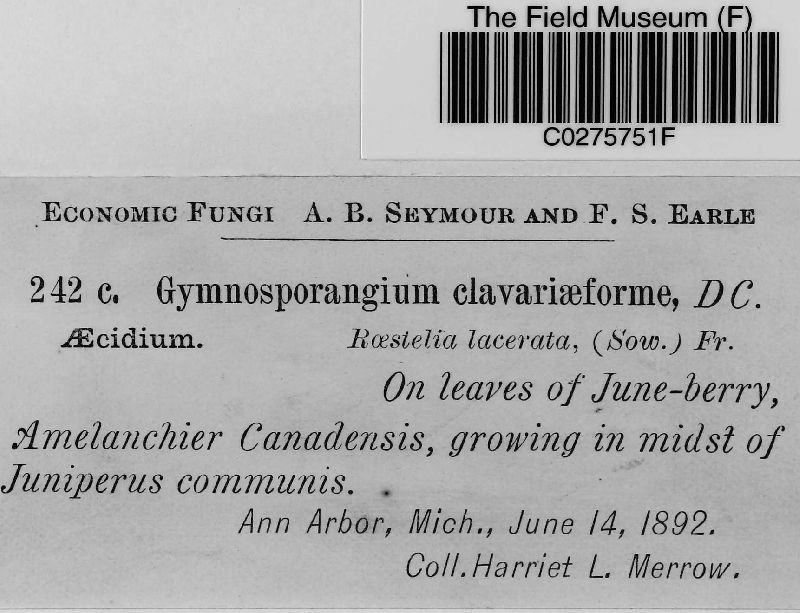 The Field Museum (F)
C0275751F
ECONOMIC FUNGI A. B. SEYMOUR AND F. S. EARLE
242 c. Gymnosporangium clavariæforme, DC.
Æcidium. Rœstelia lacerata, (Sow.) Fr.
On leaves of June-berry,
Amelanchier Canadensis, growing in midst of
Juniperus communis.
Ann Arbor, Mich., June 14, 1892.
Coll. Harriet L. Merrow.